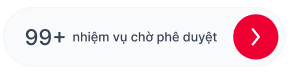 99+ nhiệm vụ chờ phê duyệt